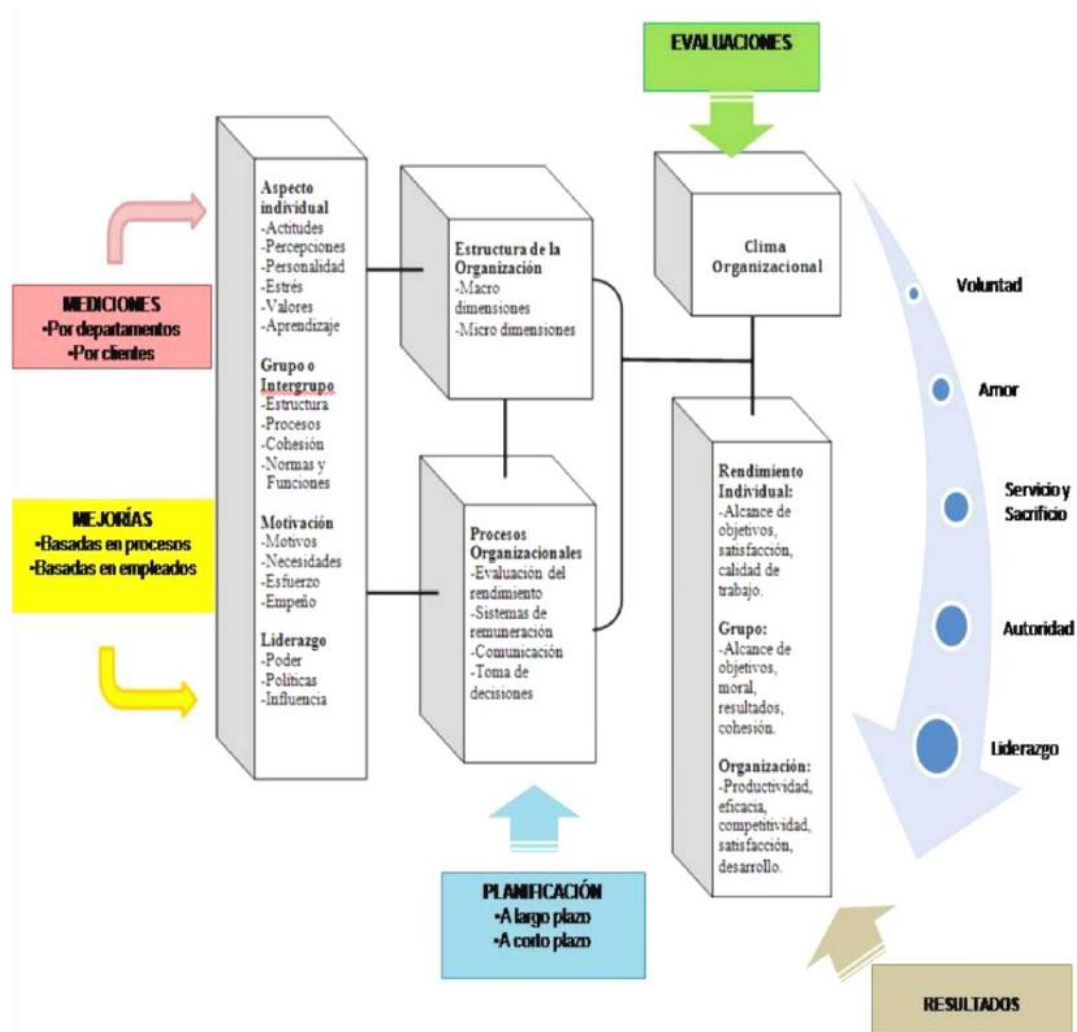 EVALUACIONES
Aspecto
individual
-Actitudes
-Percepciones
-Personalidad
-Estrés
-Valores
-Aprendizaje
Grupo o
Intergrupo
-Estructura
-Procesos
-Cohesión
-Normas y
Funciones
Motivación
-Motivos
-Necesidades
-Esfuerzo
-Empeño
Liderazgo
-Poder
-Políticas
-Influencia
MEDICIONES
•Por departamentos
•Por clientes
MEJORÍAS
•Basadas en procesos
•Basadas en empleados
Estructura de la
Organización
-Macro
dimensiones
-Micro dimensiones
Procesos
Organizacionales
-Evaluación del
rendimiento
-Sistemas de
remuneración
-Comunicación
-Toma de
decisiones
PLANIFICACIÓN
•A largo plazo
•A corto plazo
Clima
Organizacional
Rendimiento
Individual:
-Alcance de
objetivos,
satisfacción,
calidad de
trabajo.
Grupo:
-Alcance de
objetivos,
moral,
resultados,
cohesión.
Organización:
-Productividad,
eficacia,
competitividad,
satisfacción,
desarrollo.
Voluntad
Amor
Servicio y
Sacrificio
Autoridad
Liderazgo
RESULTADOS